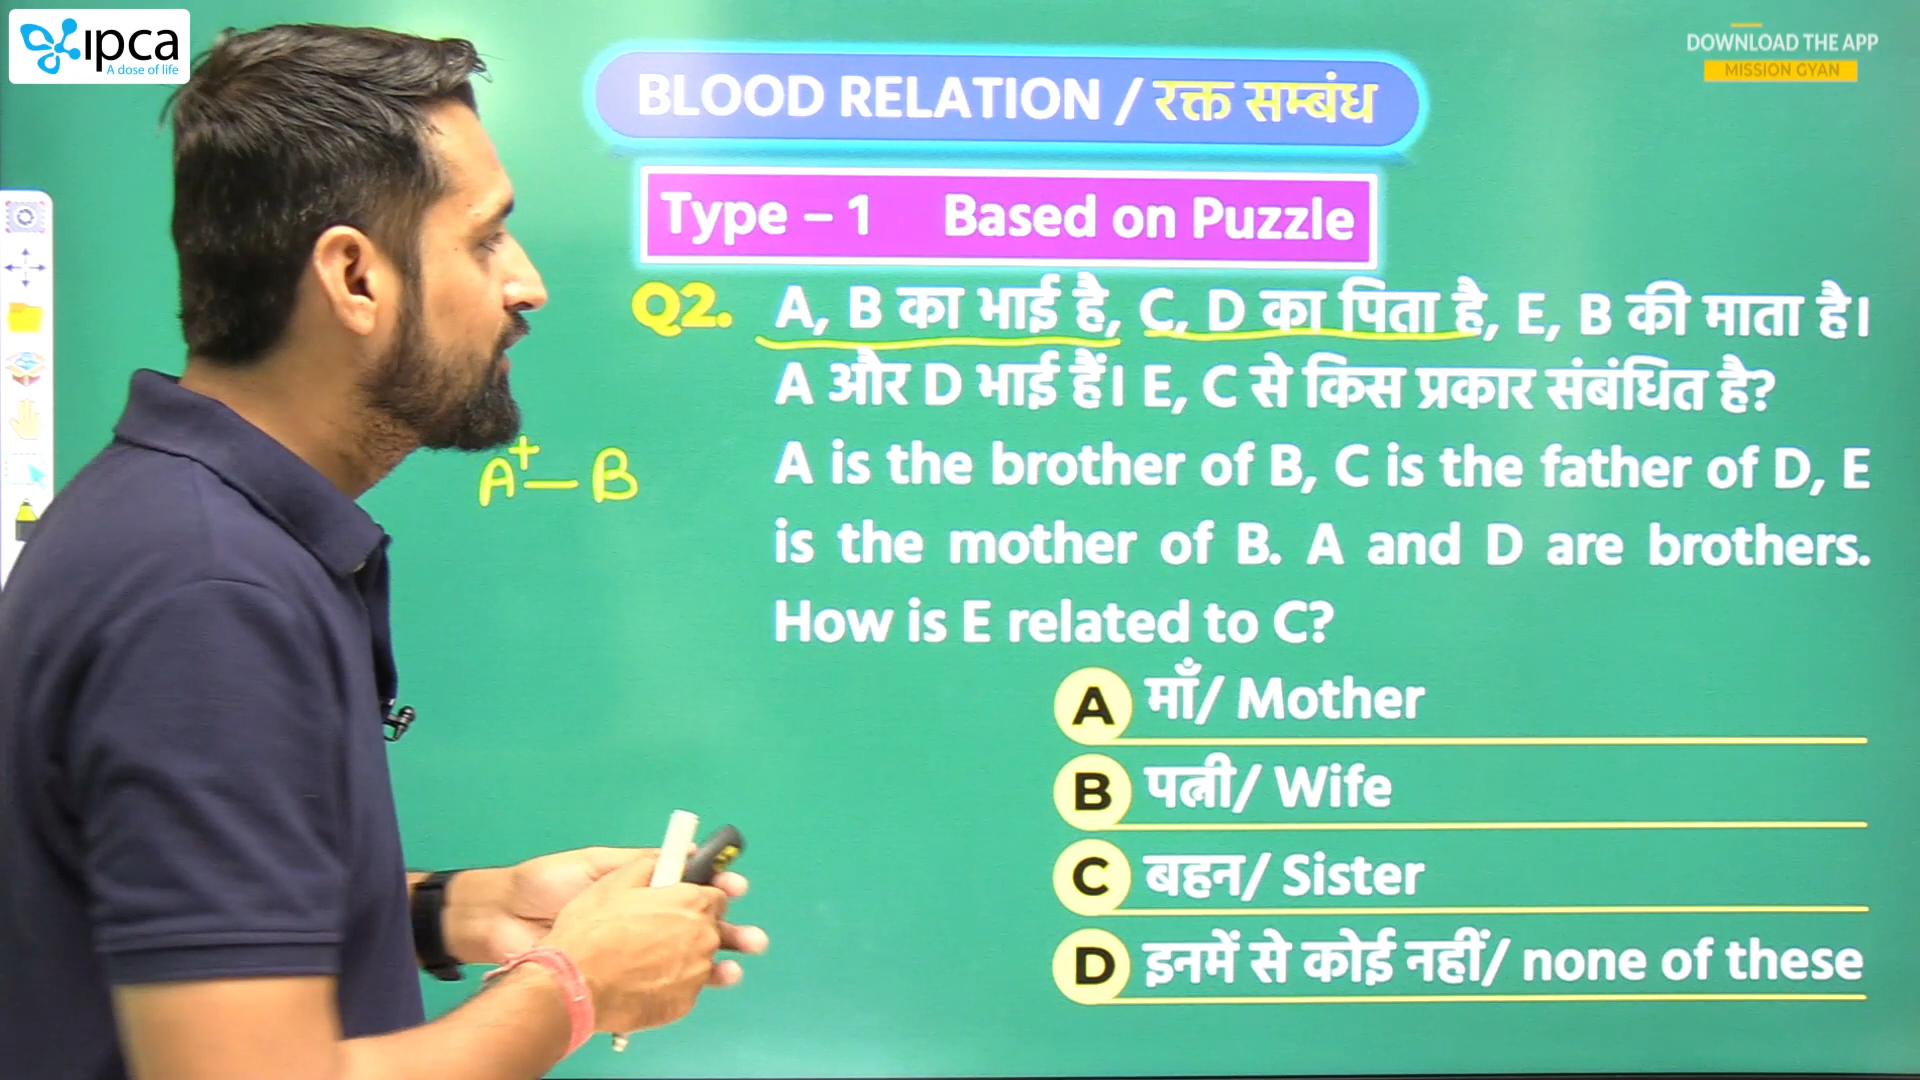 ipca
A dose of life
DOWNLOAD THE APP
MISSION GYAN
BLOOD RELATION / रक्त सम्बंध
Type – 1 Based on Puzzle
Q2. A, B का भाई है, C, D का पिता है, E, B की माता है।
A और D भाई हैं। E, C से किस प्रकार संबंधित है?
A is the brother of B, C is the father of D, E
is the mother of B. A and D are brothers.
How is E related to C?
A⁺ — B
A माँ/ Mother
B पत्नी/ Wife
C बहन/ Sister
D इनमें से कोई नहीं/ none of these